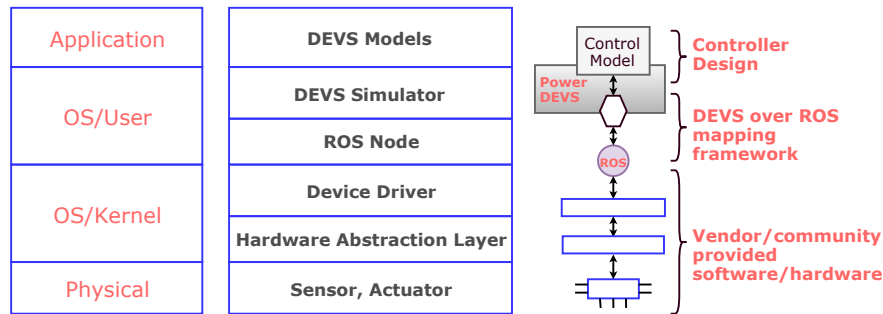 Application
OS/User
OS/Kernel
Physical
DEVS Models
DEVS Simulator
ROS Node
Device Driver
Hardware Abstraction Layer
Sensor, Actuator
Control
Model
Power
DEVS
ROS
Controller
Design
DEVS over ROS
mapping
framework
Vendor/community
provided
software/hardware